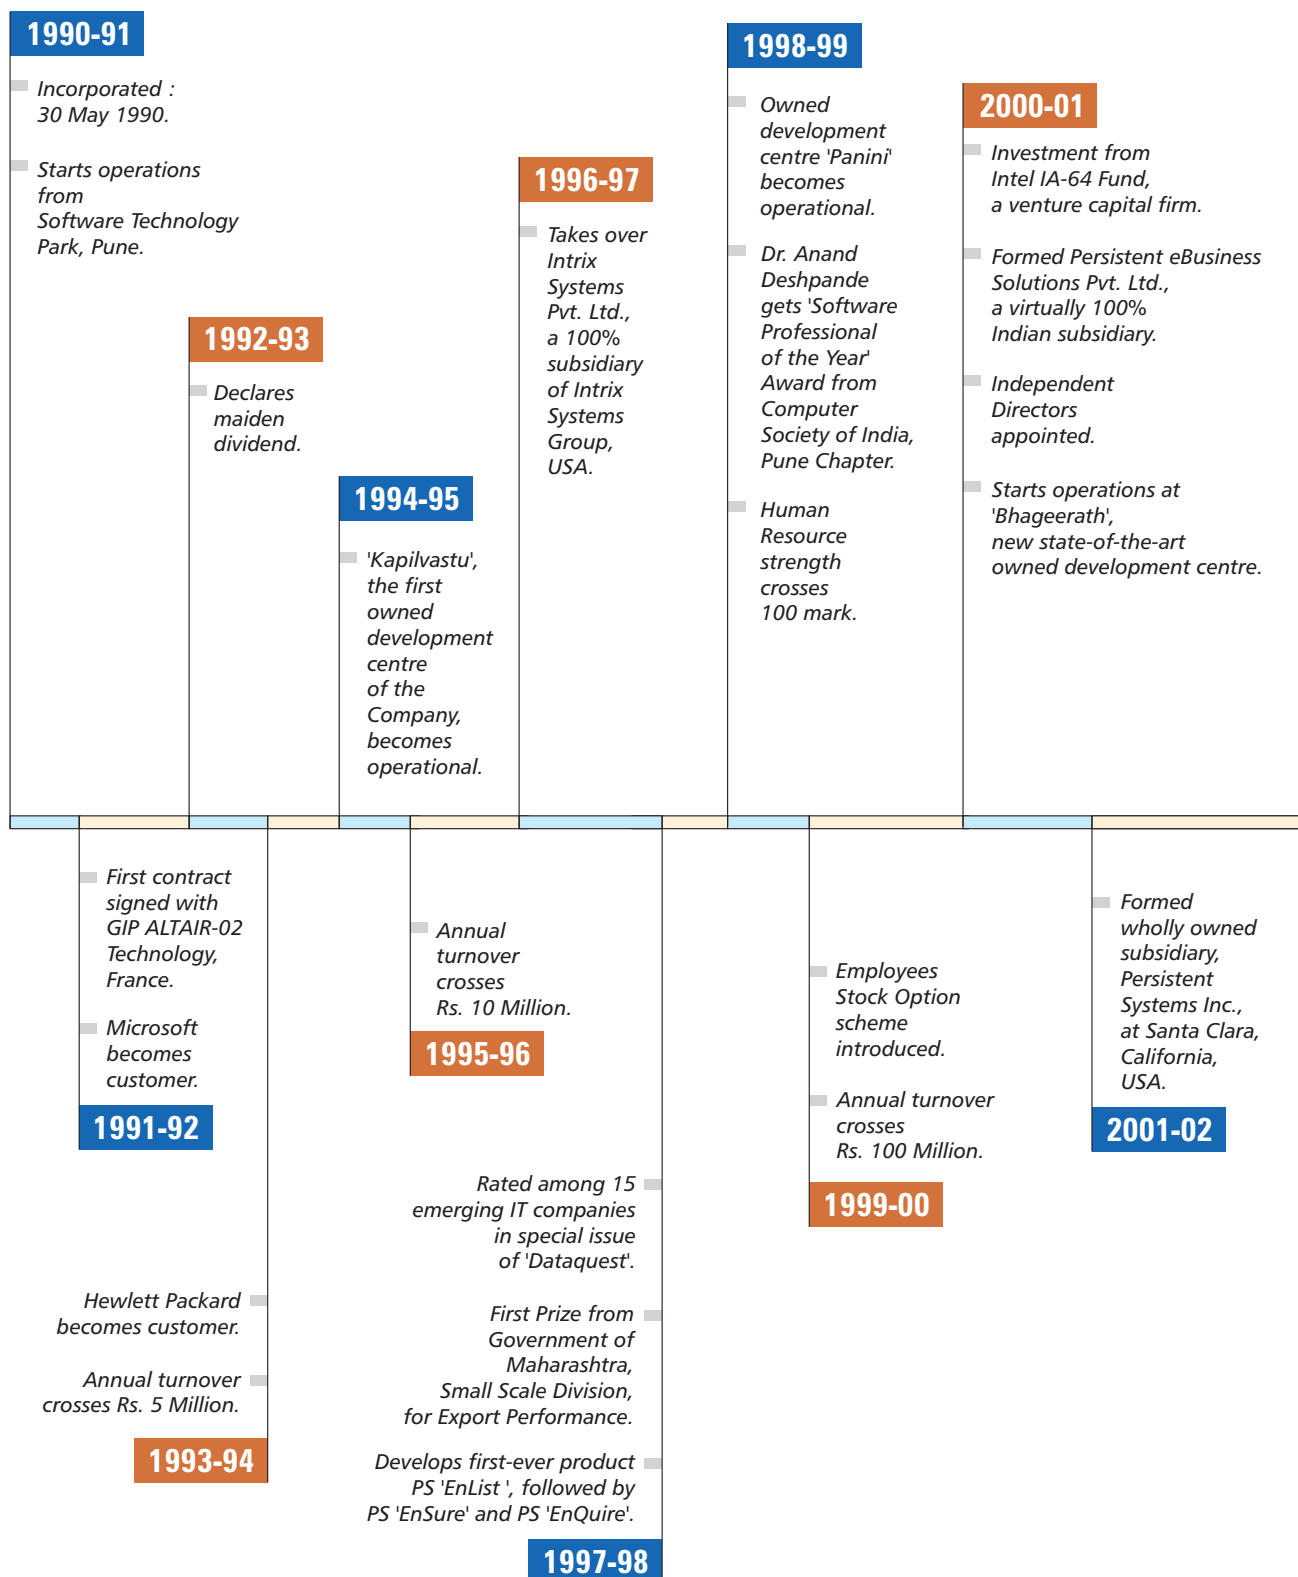 1990-91
Incorporated :
30 May 1990.
Starts operations
from
Software Technology
Park, Pune.
1992-93
Declares
maiden
dividend.
1994-95
'Kapilvastu',
the first
owned
development
centre
of the
Company,
becomes
operational.
1996-97
Takes over
Intrix
Systems
Pvt. Ltd.,
a 100%
subsidiary
of Intrix
Systems
Group,
USA.
1998-99
Owned
development
centre 'Panini'
becomes
operational.
Dr. Anand
Deshpande
gets 'Software
Professional
of the Year'
Award from
Computer
Society of India,
Pune Chapter.
Human
Resource
strength
crosses
100 mark.
2000-01
Investment from
Intel IA-64 Fund,
a venture capital firm.
Formed Persistent eBusiness
Solutions Pvt. Ltd.,
a virtually 100%
Indian subsidiary.
Independent
Directors
appointed.
Starts operations at
'Bhageerath',
new state-of-the-art
owned development centre.
First contract
signed with
GIP ALTAIR-02
Technology,
France.
Microsoft
becomes
customer.
1991-92
Hewlett Packard
becomes customer.
Annual turnover
crosses Rs. 5 Million.
1993-94
Annual
turnover
crosses
Rs. 10 Million.
1995-96
Rated among 15
emerging IT companies
in special issue
of 'Dataquest'.
First Prize from
Government of
Maharashtra,
Small Scale Division,
for Export Performance.
Develops first-ever product
PS 'EnList ', followed by
PS 'EnSure' and PS 'EnQuire'.
1997-98
Employees
Stock Option
scheme
introduced.
Annual turnover
crosses
Rs. 100 Million.
1999-00
Formed
wholly owned
subsidiary,
Persistent
Systems Inc.,
at Santa Clara,
California,
USA.
2001-02